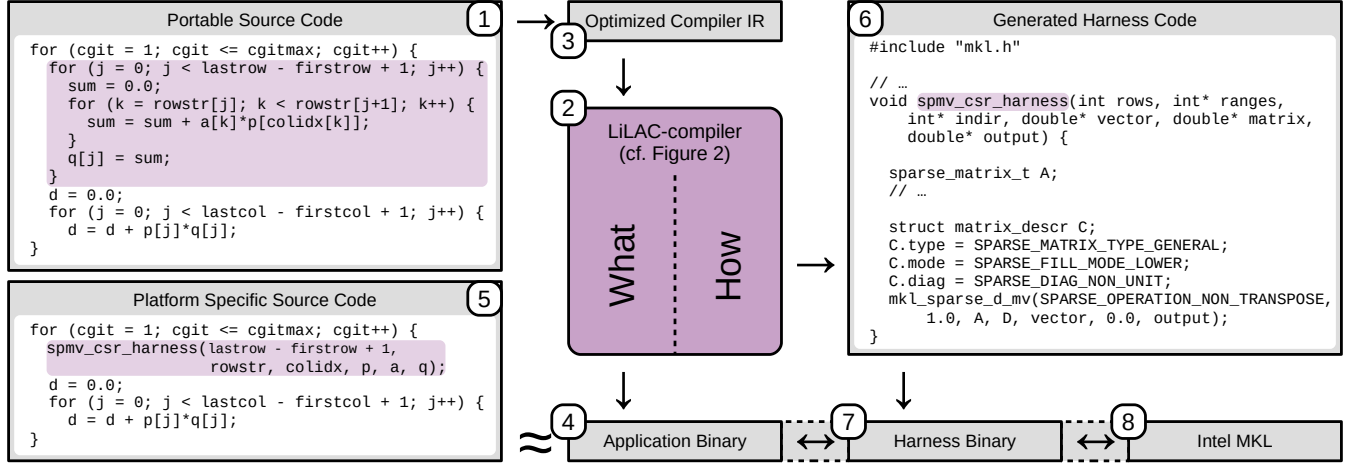 Portable Source Code
1
for (cgit = 1; cgit <= cgitmax; cgit++) {
for (j = 0; j < lastrow - firstrow + 1; j++) {
sum = 0.0;
for (k = rowstr[j]; k < rowstr[j+1]; k++) {
sum = sum + a[k]*p[colidx[k]];
}
q[j] = sum;
}
d = 0.0;
for (j = 0; j < lastcol - firstcol + 1; j++) {
d = d + p[j]*q[j];
}
Platform Specific Source Code
5
for (cgit = 1; cgit <= cgitmax; cgit++) {
spmv_csr_harness(lastrow - firstrow + 1,
rowstr, colidx, p, a, q);
d = 0.0;
for (j = 0; j < lastcol - firstcol + 1; j++) {
d = d + p[j]*q[j];
}
→
Optimized Compiler IR
3
↓
2
LiLAC-compiler
(cf. Figure 2)
What
How
→
↓
≈
4
Application Binary
↔
6
Generated Harness Code
#include "mkl.h"
// …
void spmv_csr_harness(int rows, int* ranges,
int* indir, double* vector, double* matrix,
double* output) {
sparse_matrix_t A;
// …
struct matrix_descr C;
C.type = SPARSE_MATRIX_TYPE_GENERAL;
C.mode = SPARSE_FILL_MODE_LOWER;
C.diag = SPARSE_DIAG_NON_UNIT;
mkl_sparse_d_mv(SPARSE_OPERATION_NON_TRANSPOSE,
1.0, A, D, vector, 0.0, output);
}
↓
7
Harness Binary
↔
8
Intel MKL